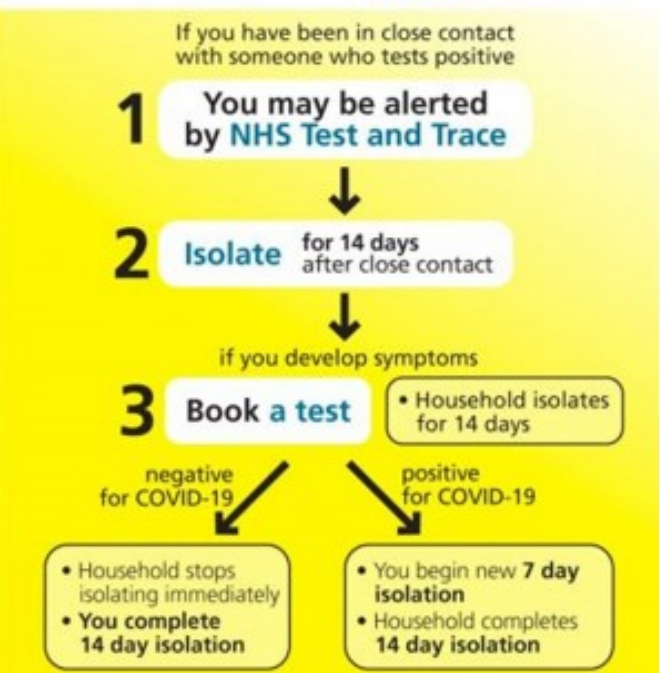 If you have been in close contact
with someone who tests positive
1
You may be alerted
by NHS Test and Trace
2
Isolate for 14 days
after close contact
if you develop symptoms
3
Book a test
• Household isolates
for 14 days
negative
for COVID-19
positive
for COVID-19
• Household stops
isolating immediately
• You complete
14 day isolation
• You begin new 7 day
isolation
• Household completes
14 day isolation